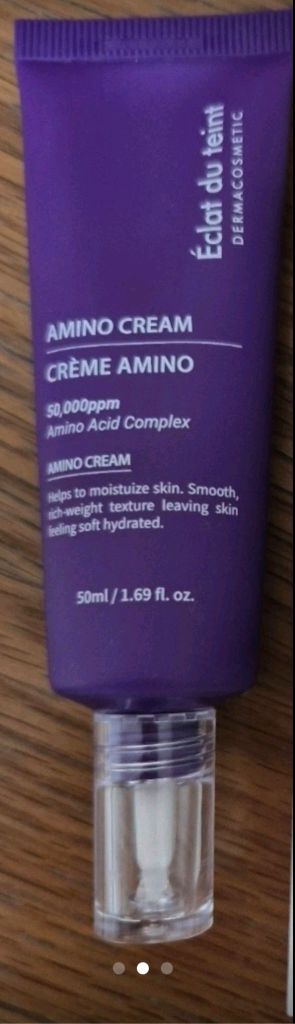 Éclat du teint
DERMACOSMETIC
AMINO CREAM
CRÈME AMINO
50,000ppm
Amino Acid Complex
AMINO CREAM
Helps to moistuize skin. Smooth,
rich-weight texture leaving skin
feeling soft hydrated.
50ml / 1.69 fl. oz.